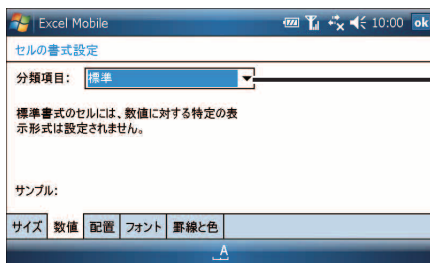 Excel Mobile 10:00 ok
セルの書式設定
分類項目: 標準
標準書式のセルには、数値に対する特定の表
示形式は設定されません。
サンプル:
サイズ 数値 配置 フォント 罫線と色
A